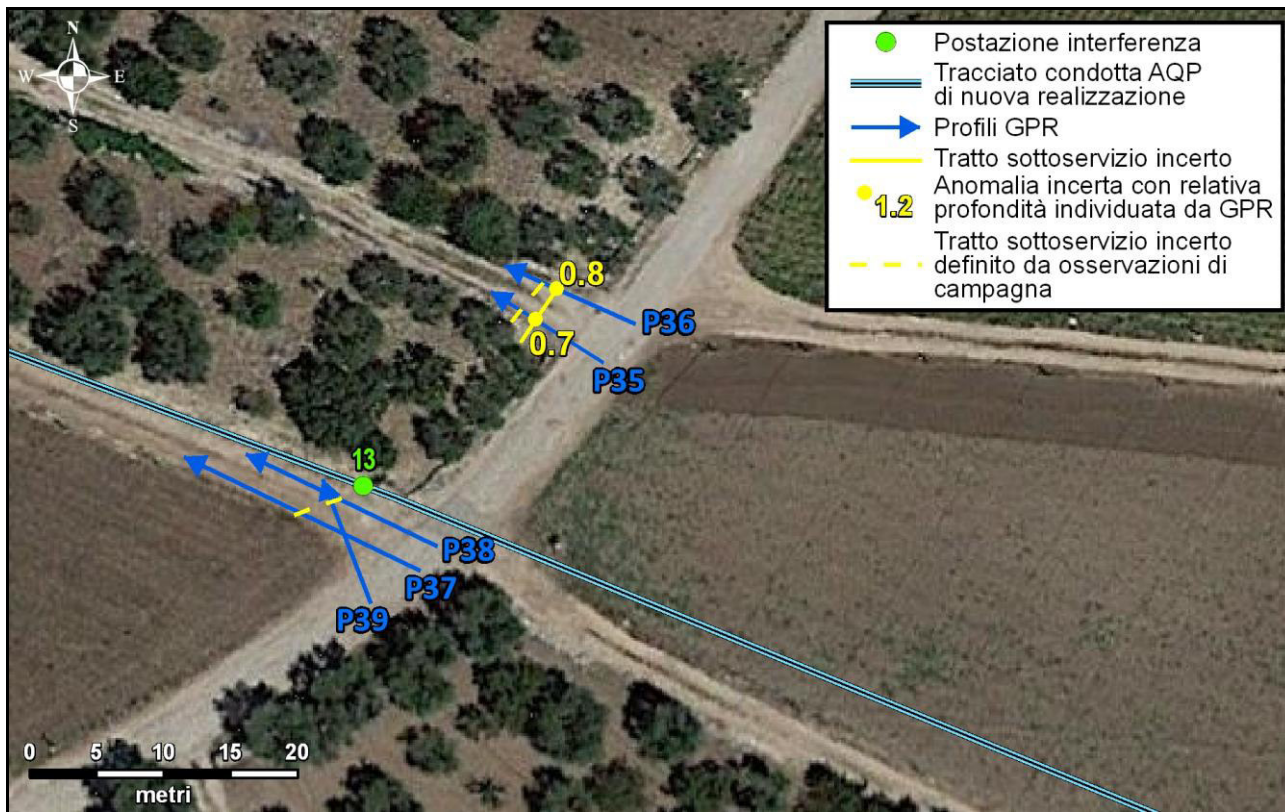 N
W E
S
Postazione interferenza
Tracciato condotta AQP
di nuova realizzazione
Profili GPR
Tratto sottoservizio incerto
1.2
Anomalia incerta con relativa
profondità individuata da GPR
Tratto sottoservizio incerto
definito da osservazioni di
campagna
0.8
P36
0.7
P35
13
P38
P37
P39
0 5 10 15 20
metri